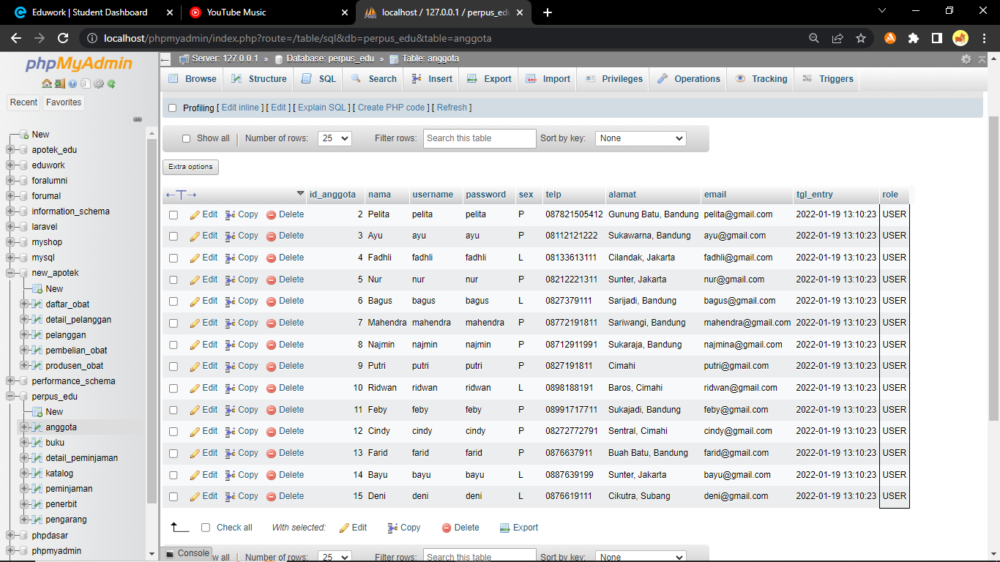 Eduwork | Student Dashboard
YouTube Music
localhost / 127.0.0.1 / perpus_edu
localhost/phpmyadmin/index.php?route=/table/sql&db=perpus_edu&table=anggota
phpMyAdmin
Recent Favorites
New
apotek_edu
eduwork
foralumni
forumal
information_schema
laravel
myshop
mysql
new_apotek
New
daftar_obat
detail_pelanggan
pelanggan
pembelian_obat
produsen_obat
performance_schema
perpus_edu
New
anggota
buku
detail_peminjaman
katalog
peminjaman
penerbit
pengarang
phpdasar
phpmyadmin
Server: 127.0.0.1 » Database: perpus_edu » Table: anggota
Browse Structure SQL Search Insert Export Import Privileges Operations Tracking Triggers
Profiling [ Edit inline ] [ Edit ] [ Explain SQL ] [ Create PHP code ] [ Refresh ]
Show all | Number of rows: 25 Filter rows: Search this table Sort by key: None
Extra options
←T→ id_anggota nama username password sex telp alamat email tgl_entry role
Edit Copy Delete 2 Pelita pelita pelita P 087821505412 Gunung Batu, Bandung pelita@gmail.com 2022-01-19 13:10:23 USER
Edit Copy Delete 3 Ayu ayu ayu P 08112121222 Sukawarna, Bandung ayu@gmail.com 2022-01-19 13:10:23 USER
Edit Copy Delete 4 Fadhli fadhli fadhli L 08133613111 Cilandak, Jakarta fadhli@gmail.com 2022-01-19 13:10:23 USER
Edit Copy Delete 5 Nur nur nur P 08212221311 Sunter, Jakarta nur@gmail.com 2022-01-19 13:10:23 USER
Edit Copy Delete 6 Bagus bagus bagus L 0827379111 Sarijadi, Bandung bagus@gmail.com 2022-01-19 13:10:23 USER
Edit Copy Delete 7 Mahendra mahendra mahendra P 08772191811 Sariwangi, Bandung mahendra@gmail.com 2022-01-19 13:10:23 USER
Edit Copy Delete 8 Najmin najmin najmin P 08712911991 Sukaraja, Bandung najmina@gmail.com 2022-01-19 13:10:23 USER
Edit Copy Delete 9 Putri putri putri P 0827191811 Cimahi putri@gmail.com 2022-01-19 13:10:23 USER
Edit Copy Delete 10 Ridwan ridwan ridwan L 0898188191 Baros, Cimahi ridwan@gmail.com 2022-01-19 13:10:23 USER
Edit Copy Delete 11 Feby feby feby P 08991717711 Sukajadi, Bandung feby@gmail.com 2022-01-19 13:10:23 USER
Edit Copy Delete 12 Cindy cindy cindy P 08272772791 Sentral, Cimahi cindy@gmail.com 2022-01-19 13:10:23 USER
Edit Copy Delete 13 Farid farid farid P 0876637911 Buah Batu, Bandung farid@gmail.com 2022-01-19 13:10:23 USER
Edit Copy Delete 14 Bayu bayu bayu L 0887639199 Sunter, Jakarta bayu@gmail.com 2022-01-19 13:10:23 USER
Edit Copy Delete 15 Deni deni deni L 0876619111 Cikutra, Subang deni@gmail.com 2022-01-19 13:10:23 USER
Check all With selected: Edit Copy Delete Export
Console
w all | Number of rows: 25 Filter rows: Search this table Sort by key: None